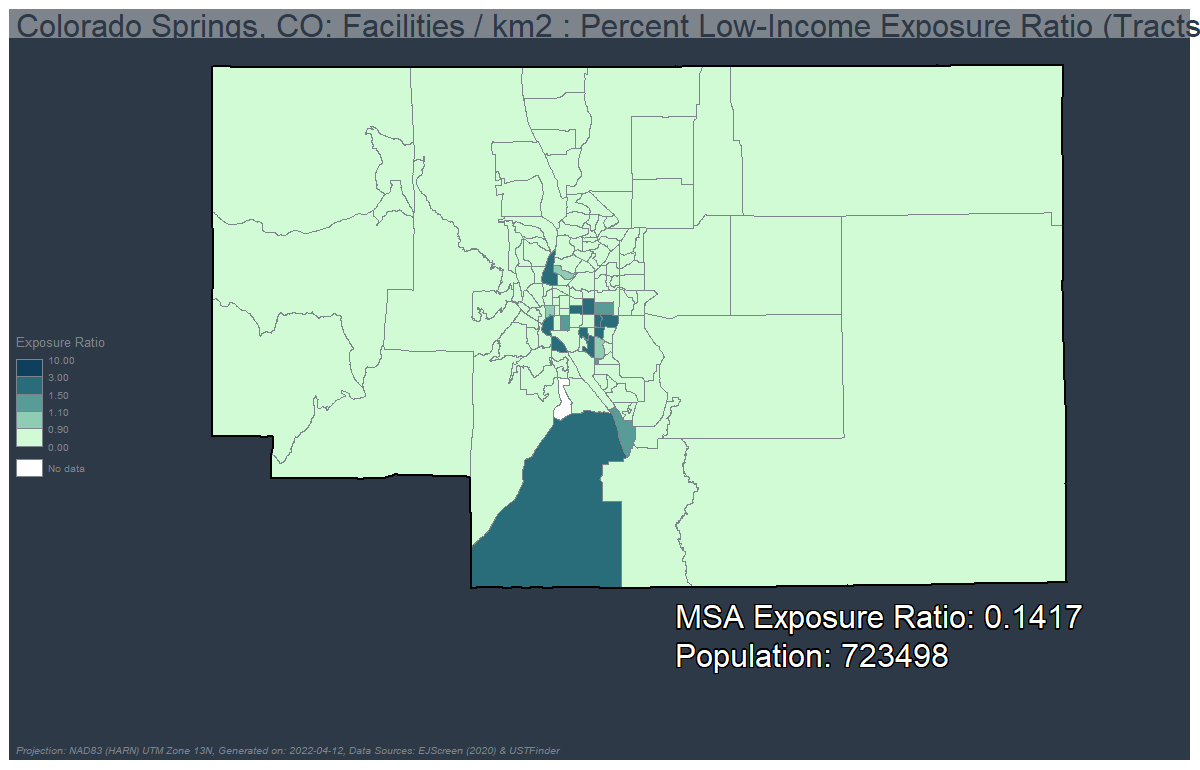 Colorado Springs, CO: Facilities / km2 : Percent Low-Income Exposure Ratio (Tracts
Exposure Ratio
10.00
3.00
1.50
1.10
0.90
0.00
No data
MSA Exposure Ratio: 0.1417
Population: 723498
Projection: NAD83 (HARN) UTM Zone 13N, Generated on: 2022-04-12, Data Sources: EJScreen (2020) & USTFinder